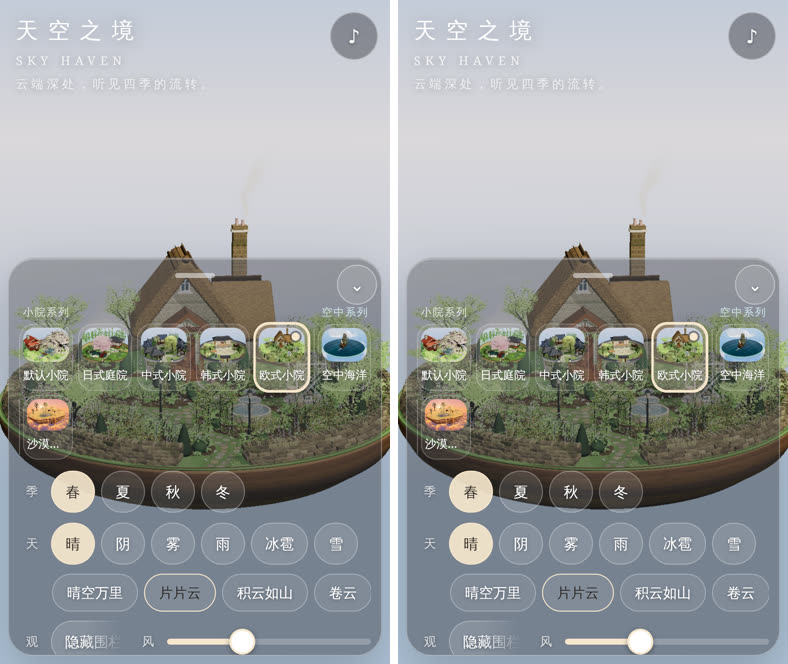 天空之境
♪
SKY HAVEN
云端深处，听见四季的流转。
小院系列
空中系列
默认小院
日式庭院
中式小院
韩式小院
欧式小院
空中海洋
沙漠...
季
春
夏
秋
冬
天
晴
阴
雾
雨
冰雹
雪
晴空万里
片片云
积云如山
卷云
观
隐藏围栏
风
天空之境
♪
SKY HAVEN
云端深处，听见四季的流转。
小院系列
空中系列
默认小院
日式庭院
中式小院
韩式小院
欧式小院
空中海洋
沙漠...
季
春
夏
秋
冬
天
晴
阴
雾
雨
冰雹
雪
晴空万里
片片云
积云如山
卷云
观
隐藏围栏
风